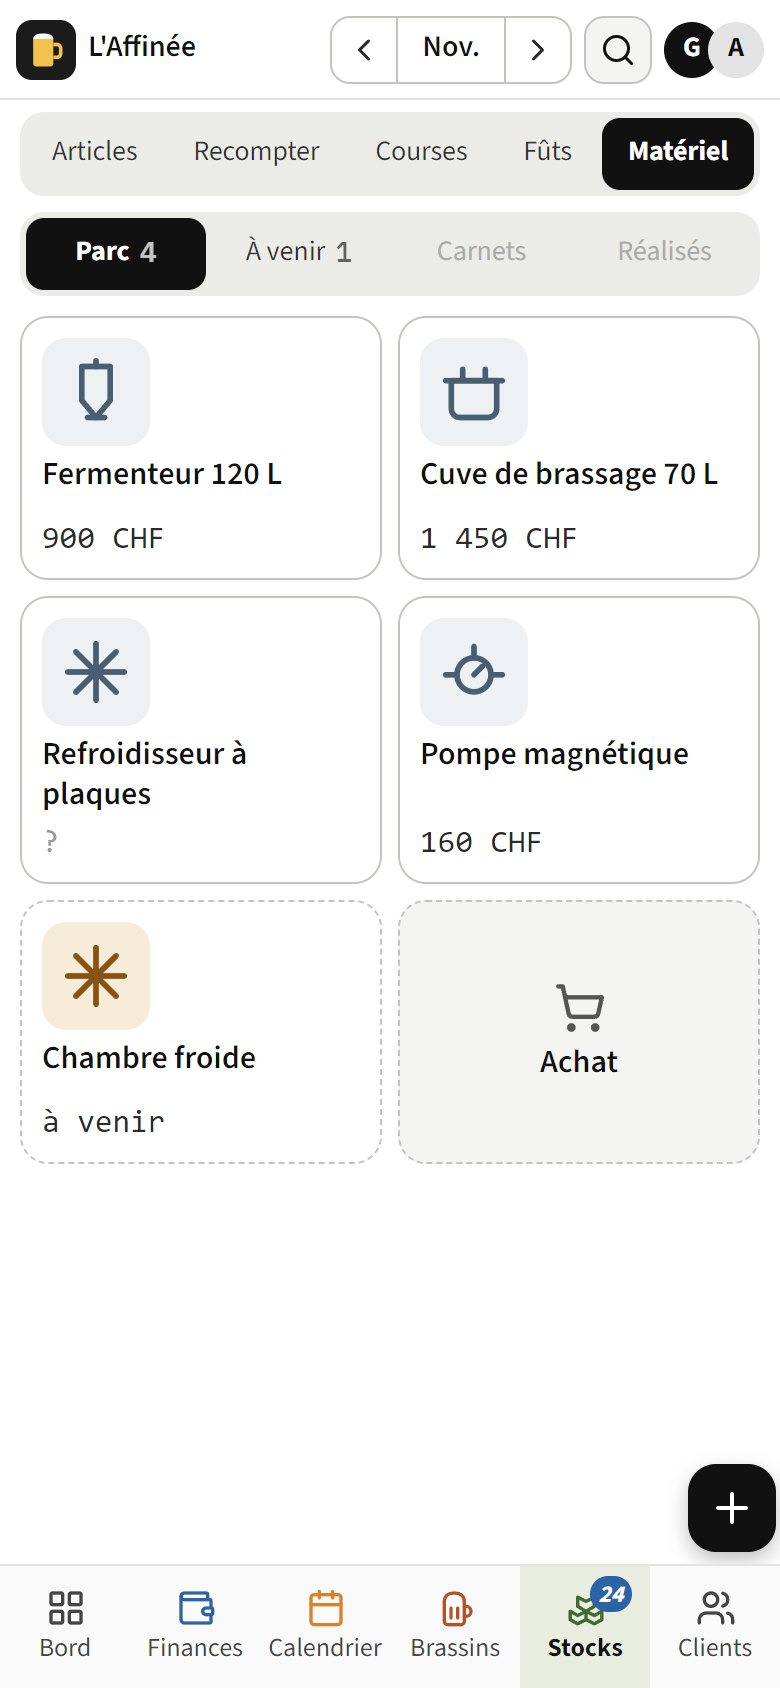 L'Affinée
Nov.
G A
Articles Recompter Courses Fûts Matériel
Parc 4 À venir 1 Carnets Réalisés
Fermenteur 120 L
900 CHF
Cuve de brassage 70 L
1 450 CHF
Refroidisseur à
plaques
?
Pompe magnétique
160 CHF
Chambre froide
à venir
Achat
24
Bord Finances Calendrier Brassins Stocks Clients